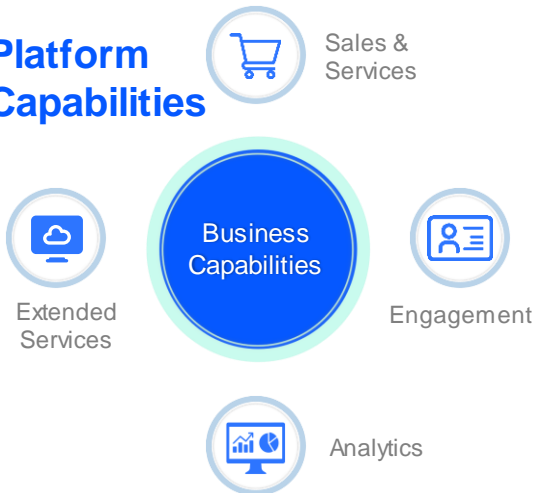 Platform
Capabilities
Sales &
Services
Business
Capabilities
Extended
Services
Engagement
Analytics